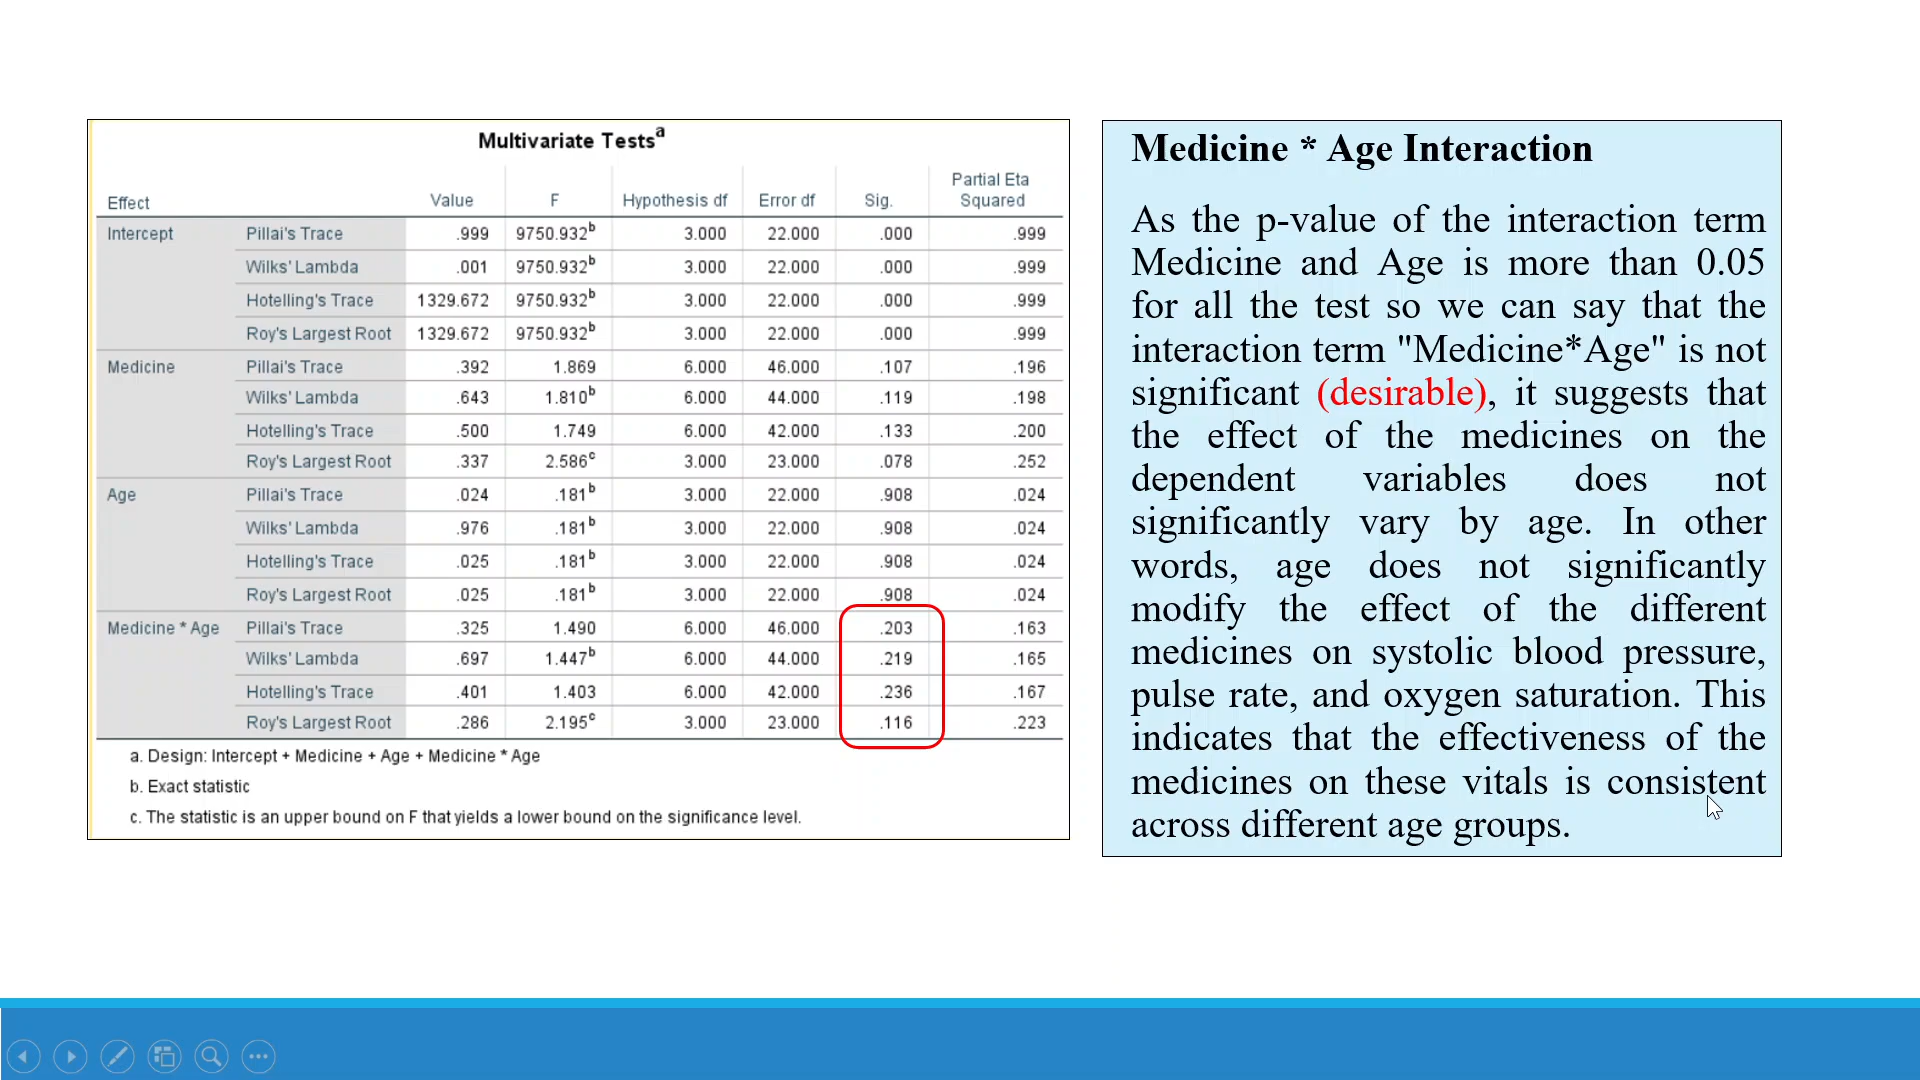 Multivariate Testsa
Effect Value F Hypothesis df Error df Sig. Partial Eta Squared
Intercept Pillai's Trace .999 9750.932b 3.000 22.000 .000 .999
Wilks' Lambda .001 9750.932b 3.000 22.000 .000 .999
Hotelling's Trace 1329.672 9750.932b 3.000 22.000 .000 .999
Roy's Largest Root 1329.672 9750.932b 3.000 22.000 .000 .999
Medicine Pillai's Trace .392 1.869 6.000 46.000 .107 .196
Wilks' Lambda .643 1.810b 6.000 44.000 .119 .198
Hotelling's Trace .500 1.749 6.000 42.000 .133 .200
Roy's Largest Root .337 2.586c 3.000 23.000 .078 .252
Age Pillai's Trace .024 .181b 3.000 22.000 .908 .024
Wilks' Lambda .976 .181b 3.000 22.000 .908 .024
Hotelling's Trace .025 .181b 3.000 22.000 .908 .024
Roy's Largest Root .025 .181b 3.000 22.000 .908 .024
Medicine * Age Pillai's Trace .325 1.490 6.000 46.000 .203 .163
Wilks' Lambda .697 1.447b 6.000 44.000 .219 .165
Hotelling's Trace .401 1.403 6.000 42.000 .236 .167
Roy's Largest Root .286 2.195c 3.000 23.000 .116 .223
a. Design: Intercept + Medicine + Age + Medicine * Age
b. Exact statistic
c. The statistic is an upper bound on F that yields a lower bound on the significance level.
Medicine * Age Interaction
As the p-value of the interaction term
Medicine and Age is more than 0.05
for all the test so we can say that the
interaction term "Medicine*Age" is not
significant (desirable), it suggests that
the effect of the medicines on the
dependent variables does not
significantly vary by age. In other
words, age does not significantly
modify the effect of the different
medicines on systolic blood pressure,
pulse rate, and oxygen saturation. This
indicates that the effectiveness of the
medicines on these vitals is consistent
across different age groups.